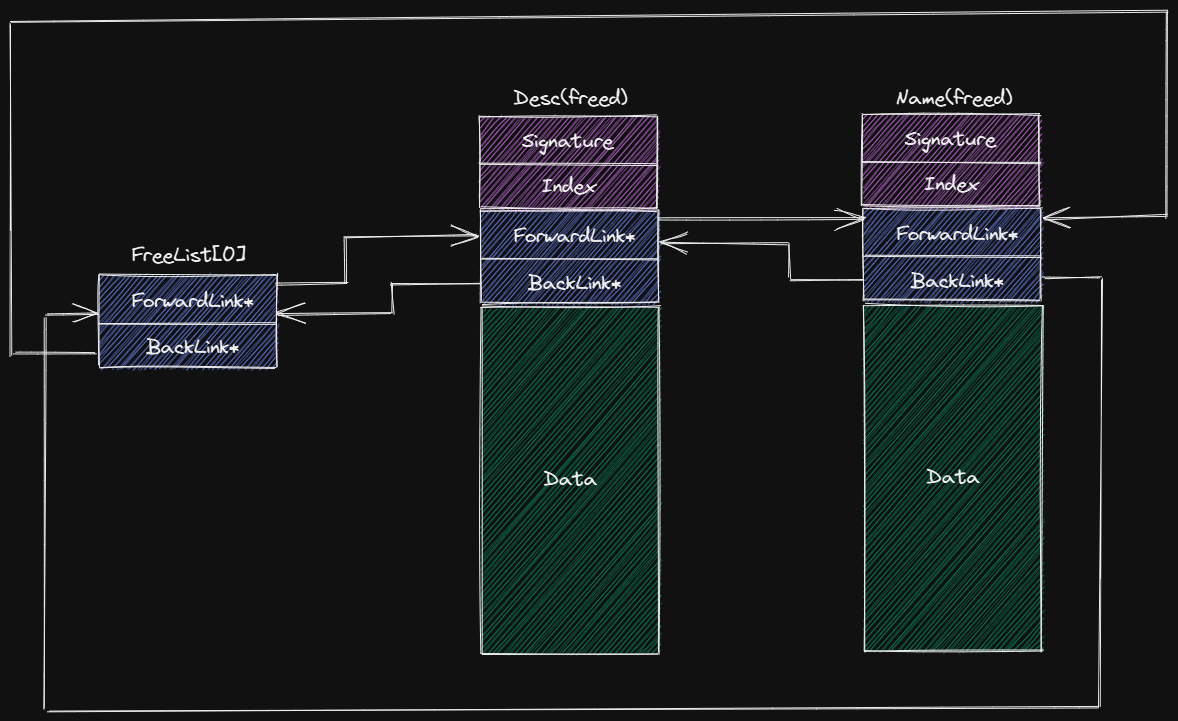 Desc(freed)
Name(freed)
Signature
Signature
Index
Index
ForwardLink*
ForwardLink*
FreeList[0]
BackLink*
BackLink*
ForwardLink*
BackLink*
Data
Data